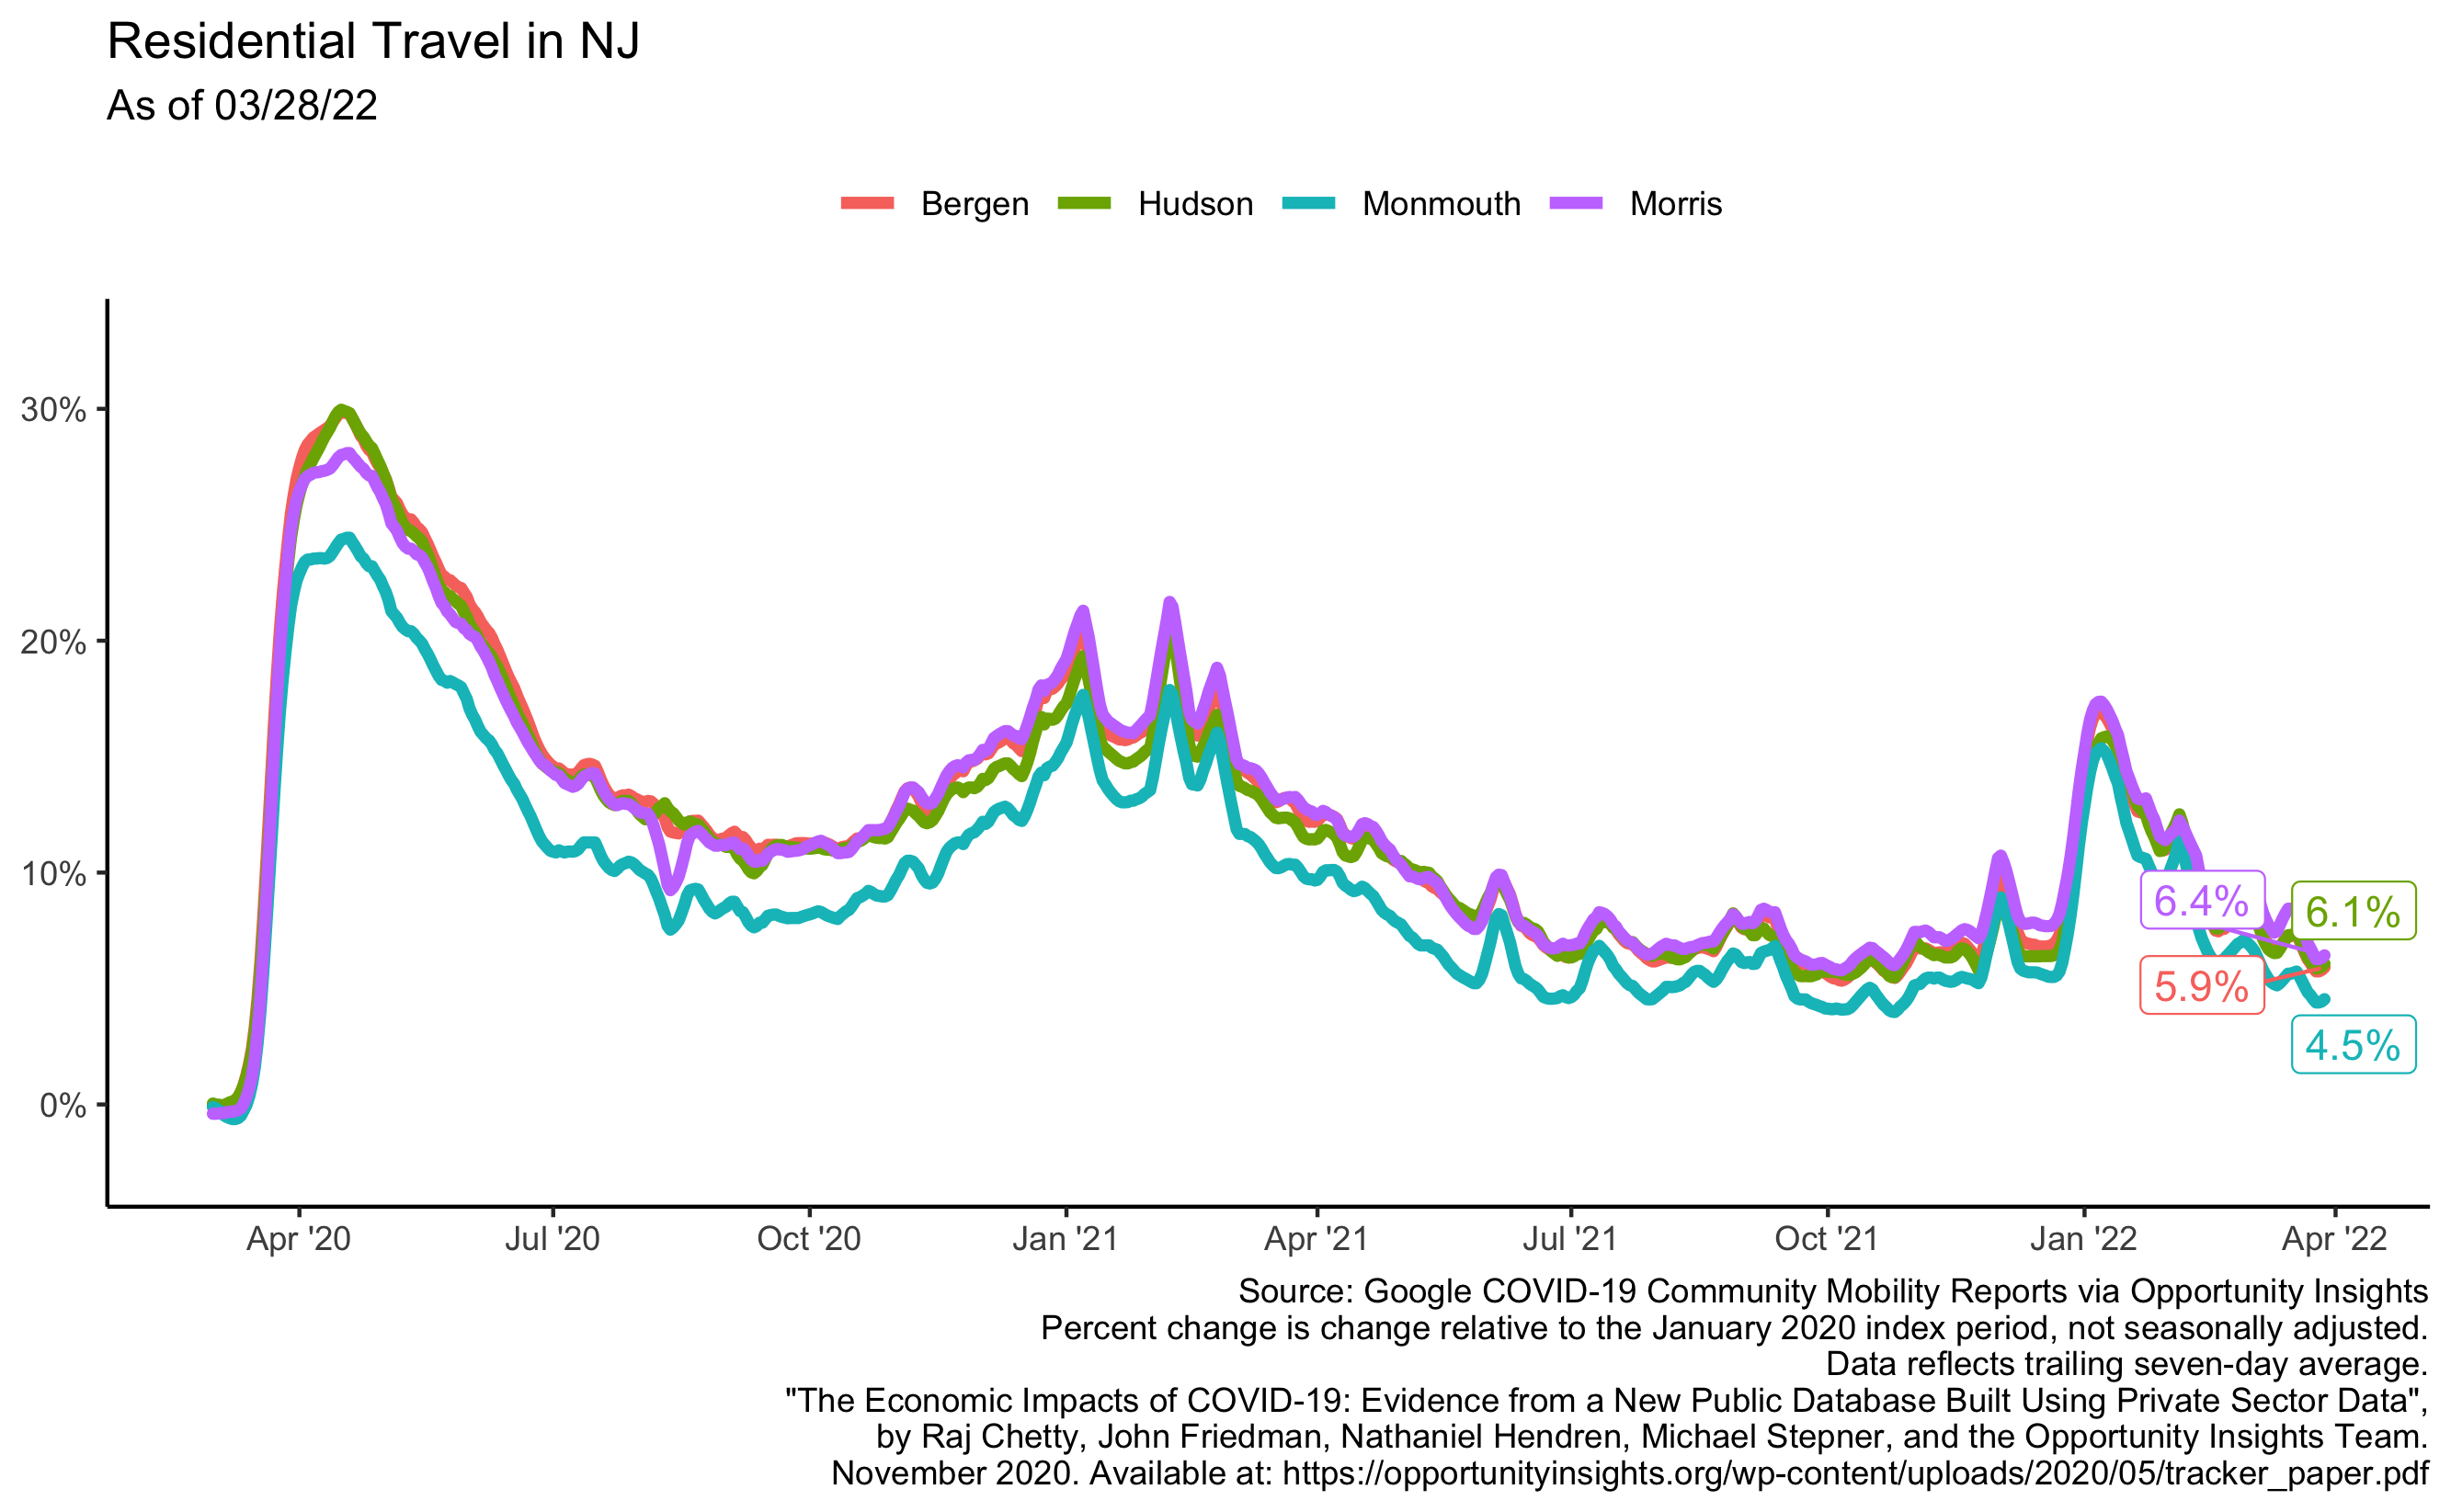 Residential Travel in NJ
As of 03/28/22
Bergen Hudson Monmouth Morris
30%
20%
10%
0%
6.4%
6.1%
5.9%
4.5%
Apr '20 Jul '20 Oct '20 Jan '21 Apr '21 Jul '21 Oct '21 Jan '22 Apr '22
Source: Google COVID-19 Community Mobility Reports via Opportunity Insights
Percent change is change relative to the January 2020 index period, not seasonally adjusted.
Data reflects trailing seven-day average.
"The Economic Impacts of COVID-19: Evidence from a New Public Database Built Using Private Sector Data",
by Raj Chetty, John Friedman, Nathaniel Hendren, Michael Stepner, and the Opportunity Insights Team.
November 2020. Available at: https://opportunityinsights.org/wp-content/uploads/2020/05/tracker_paper.pdf